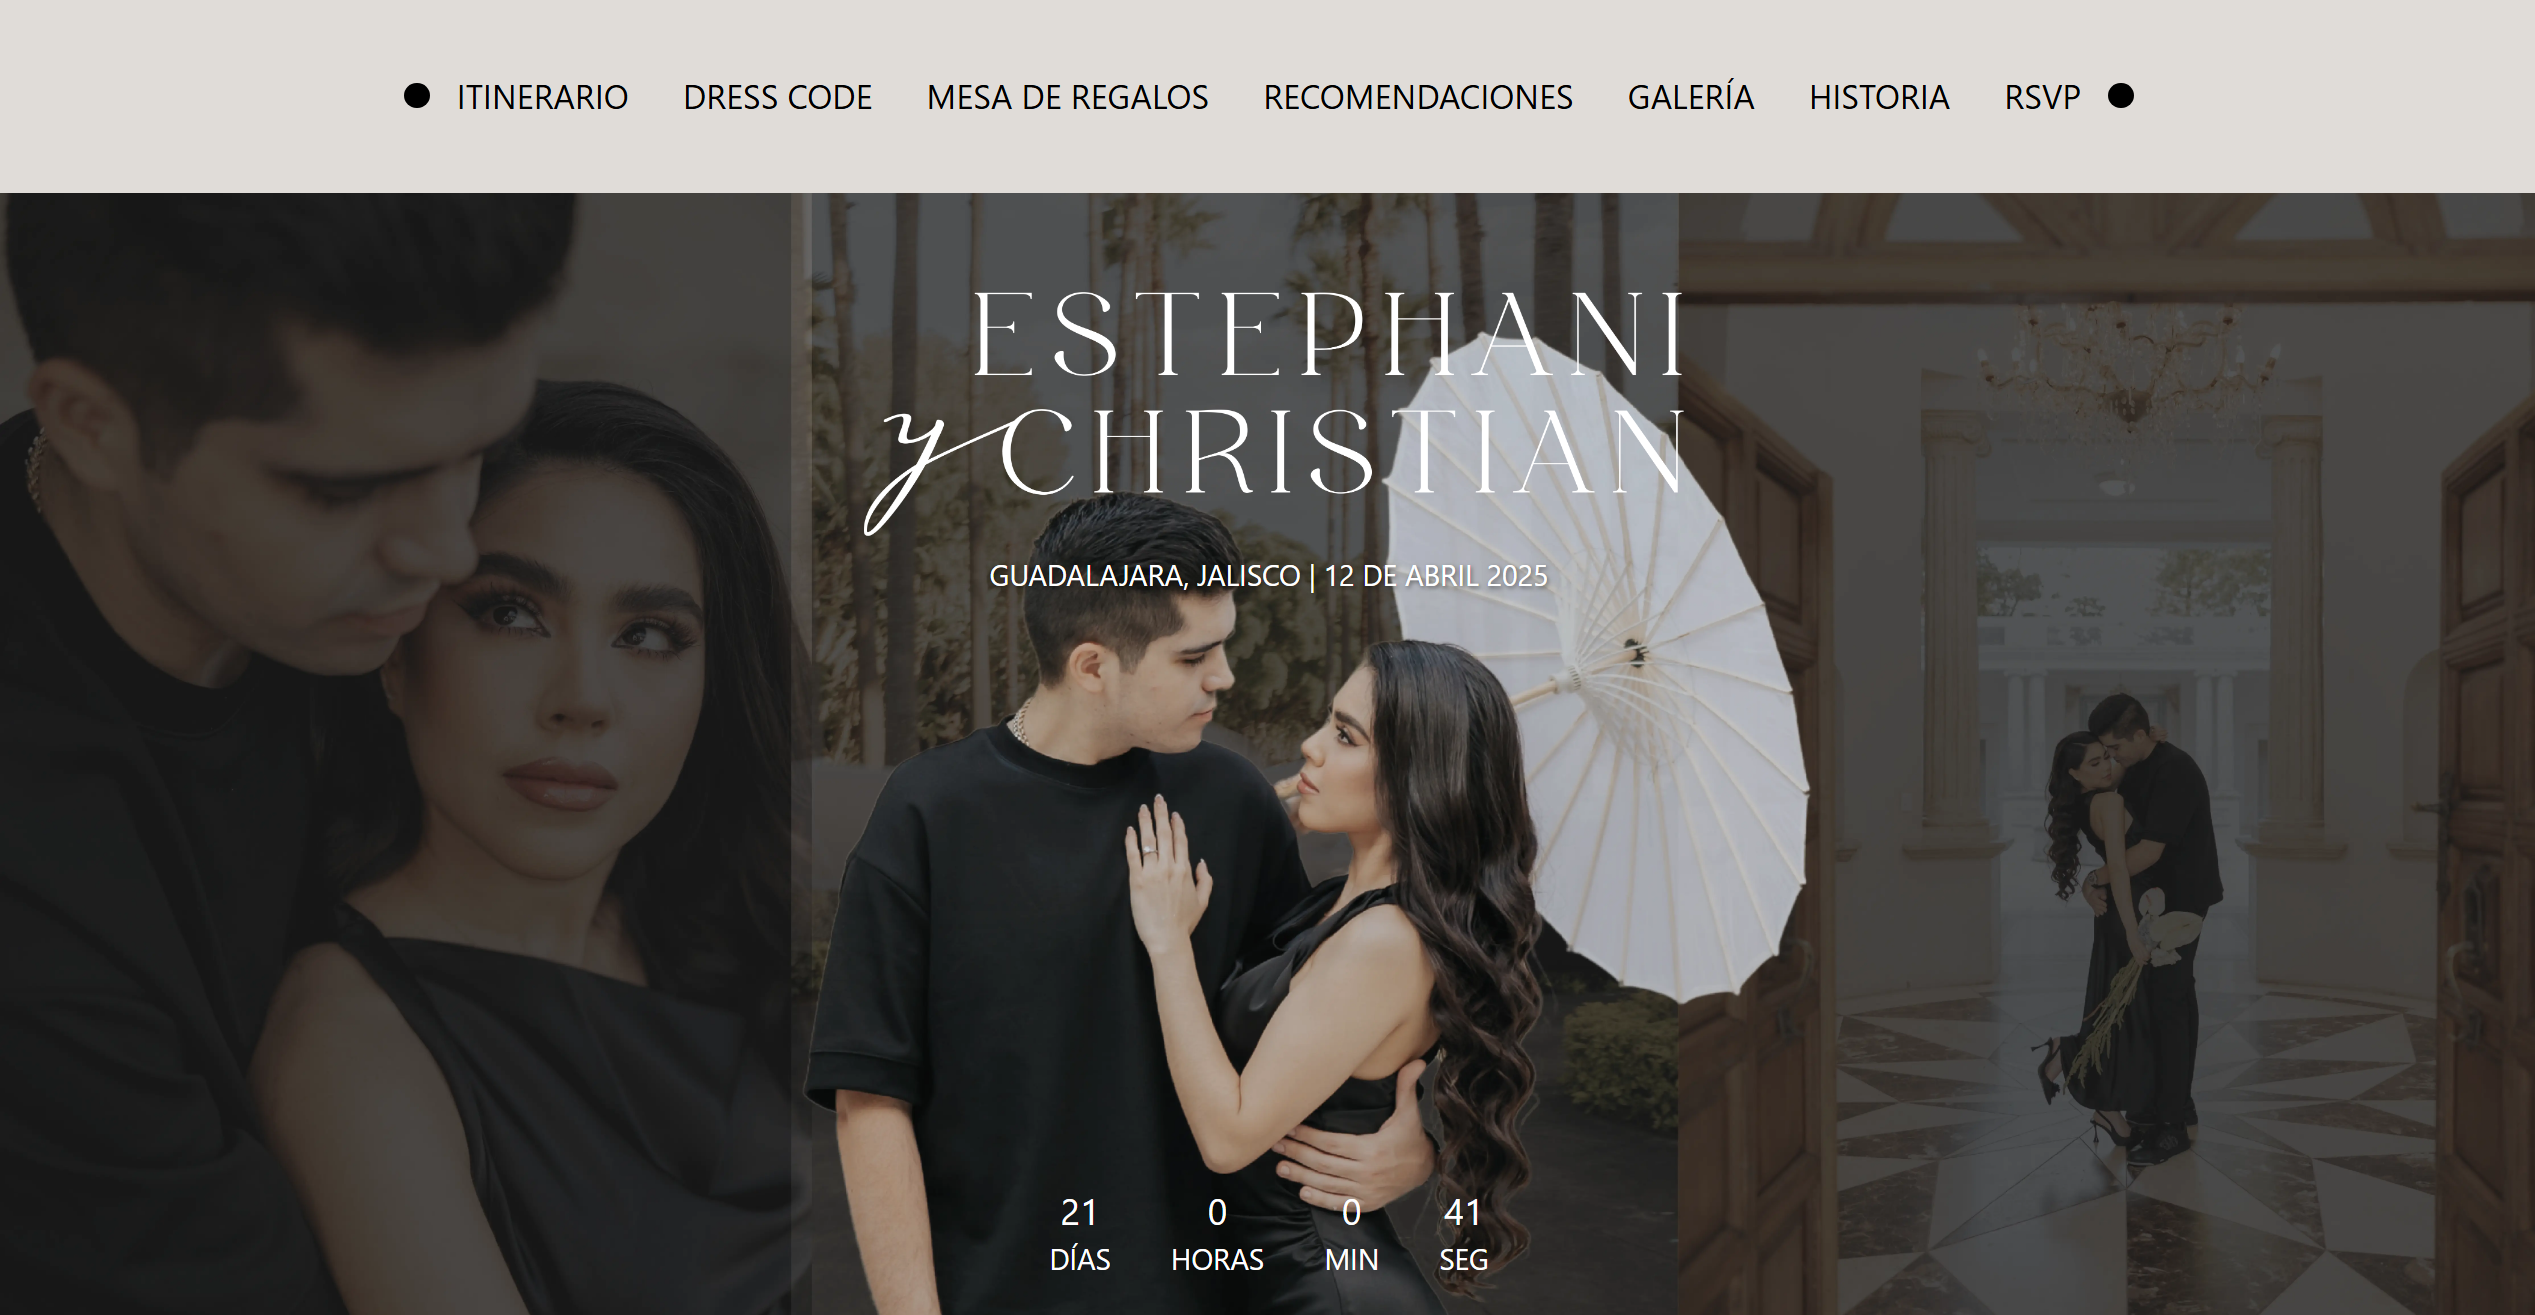 ITINERARIO DRESS CODE MESA DE REGALOS RECOMENDACIONES GALERÍA HISTORIA RSVP
ESTEPHANI
y CHRISTIAN
GUADALAJARA, JALISCO | 12 DE ABRIL 2025
21 0 0 41
DÍAS HORAS MIN SEG